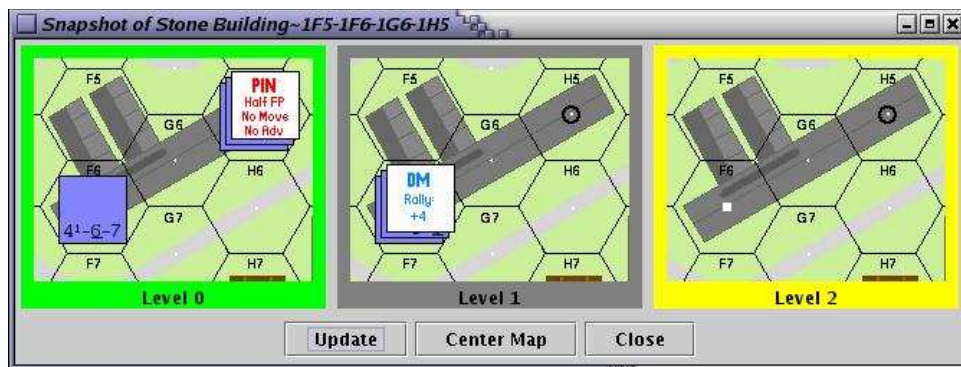 Snapshot of Stone Building~1F5-1F6-1G6-1H5
F5
H5
G6
PIN
Half FP
No Move
No Adv
F6
H6
G7
4¹-6-7
F7
H7
Level 0
F5
H5
G6
DM
Rally:
+4
H6
G7
F7
H7
Level 1
F5
H5
G6
F6
H6
G7
F7
H7
Level 2
Update
Center Map
Close